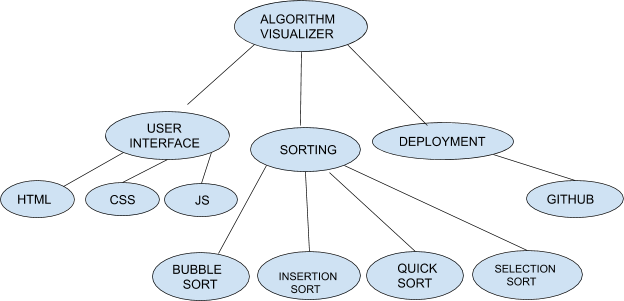 ALGORITHM
VISUALIZER
USER
INTERFACE
SORTING
DEPLOYMENT
HTML
CSS
JS
GITHUB
BUBBLE
SORT
INSERTION
SORT
QUICK
SORT
SELECTION
SORT